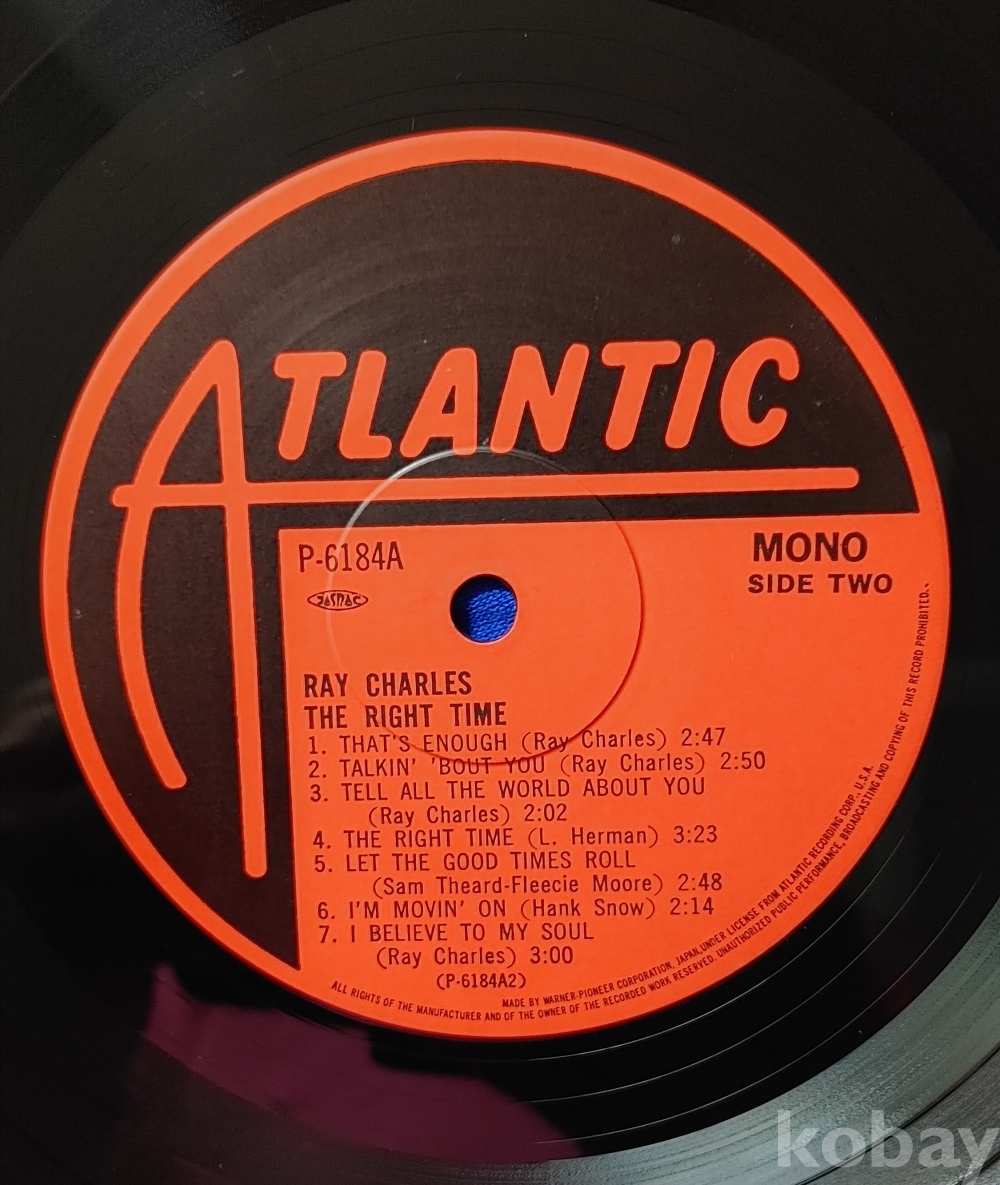 ATLANTIC
P-6184A
MONO
JASRAC
SIDE TWO
RAY CHARLES
THE RIGHT TIME
1. THAT'S ENOUGH (Ray Charles) 2:47
2. TALKIN' 'BOUT YOU (Ray Charles) 2:50
3. TELL ALL THE WORLD ABOUT YOU
(Ray Charles) 2:02
4. THE RIGHT TIME (L. Herman) 3:23
5. LET THE GOOD TIMES ROLL
(Sam Theard-Fleecie Moore) 2:48
6. I'M MOVIN' ON (Hank Snow) 2:14
7. I BELIEVE TO MY SOUL
(Ray Charles) 3:00
(P-6184A2)
MADE BY WARNER-PIONEER CORPORATION, JAPAN, UNDER LICENSE FROM ATLANTIC RECORDING CORP., U.S.A.
ALL RIGHTS OF THE MANUFACTURER AND OF THE OWNER OF THE RECORDED WORK RESERVED. UNAUTHORIZED PUBLIC PERFORMANCE, BROADCASTING AND COPYING OF THIS RECORD PROHIBITED.
kobay